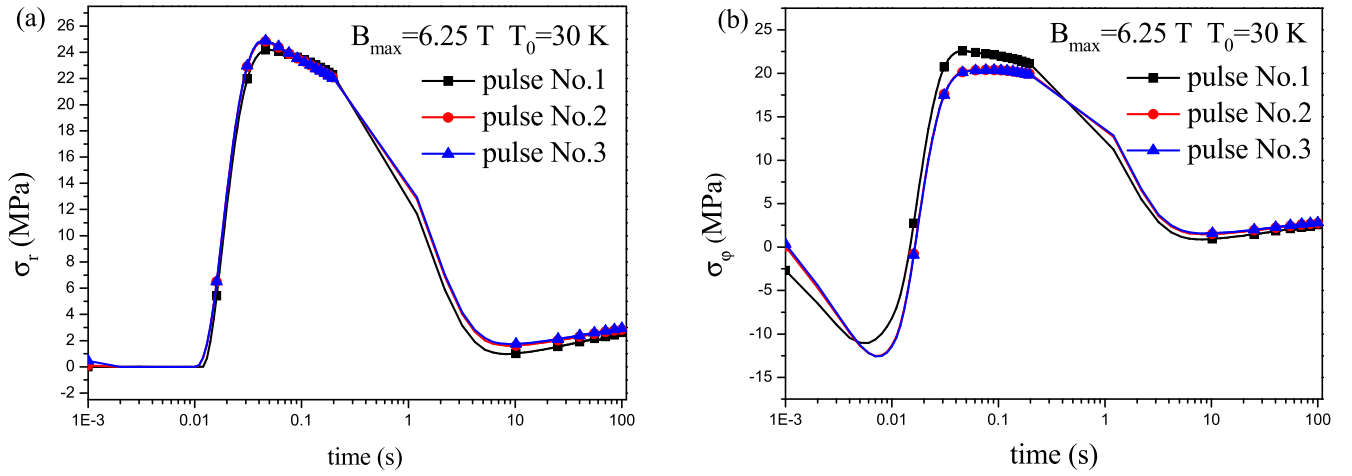 (a)
B_max=6.25 T T_0=30 K
pulse No.1
pulse No.2
pulse No.3
26
24
22
20
18
16
14
12
10
8
6
4
2
0
-2
σ_r (MPa)
1E-3 0.01 0.1 1 10 100
time (s)
(b)
B_max=6.25 T T_0=30 K
pulse No.1
pulse No.2
pulse No.3
25
20
15
10
5
0
-5
-10
-15
σ_φ (MPa)
1E-3 0.01 0.1 1 10 100
time (s)